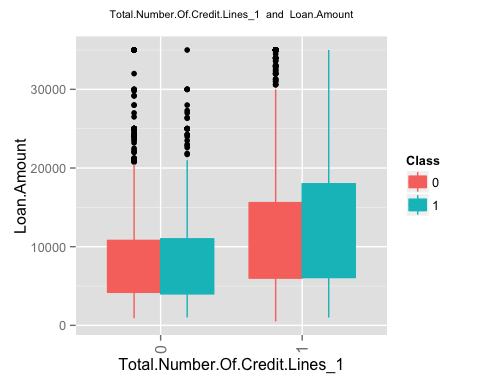 Total.Number.Of.Credit.Lines_1 and Loan.Amount
30000
20000
10000
0
Loan.Amount
0
1
Total.Number.Of.Credit.Lines_1
Class
0
1